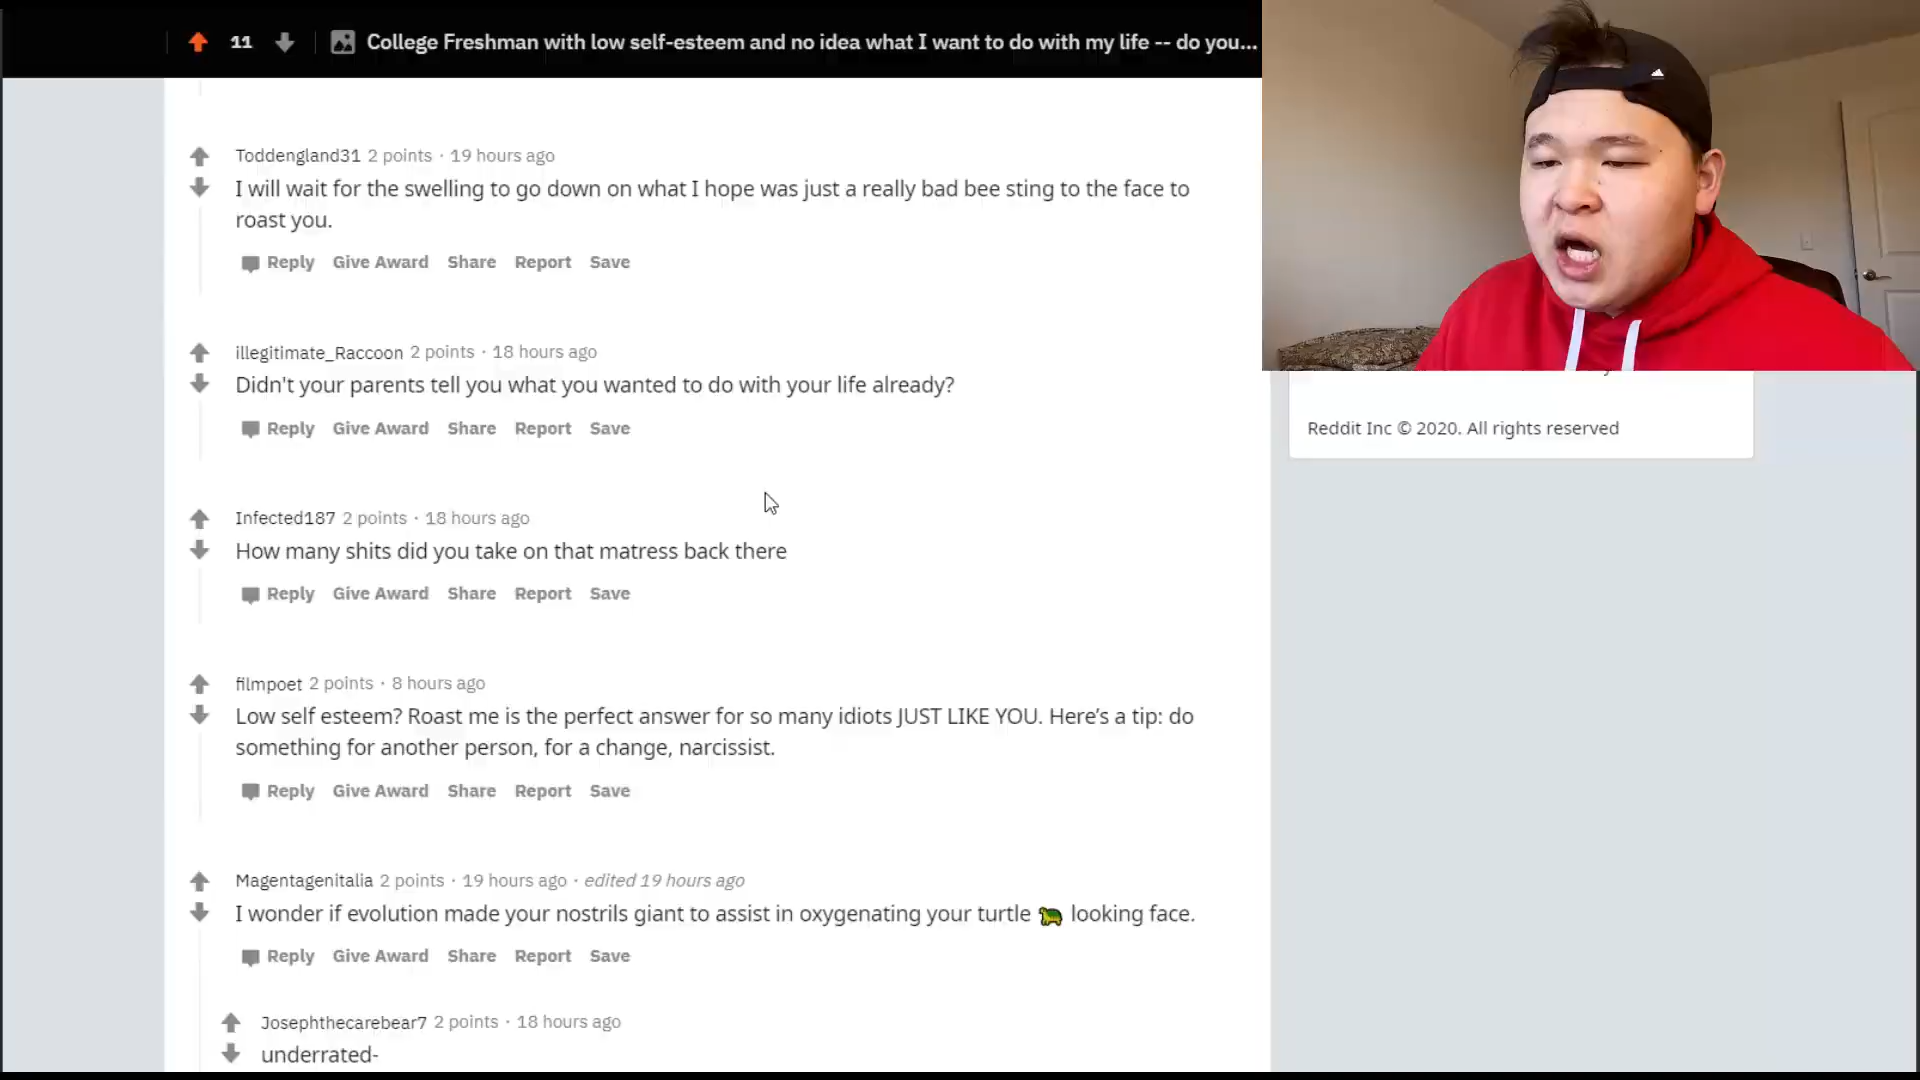 11 College Freshman with low self-esteem and no idea what I want to do with my life -- do you...
Toddengland31 2 points · 19 hours ago
I will wait for the swelling to go down on what I hope was just a really bad bee sting to the face to
roast you.
Reply Give Award Share Report Save
illegitimate_Raccoon 2 points · 18 hours ago
Didn't your parents tell you what you wanted to do with your life already?
Reply Give Award Share Report Save
Reddit Inc © 2020. All rights reserved
Infected187 2 points · 18 hours ago
How many shits did you take on that matress back there
Reply Give Award Share Report Save
filmpoet 2 points · 8 hours ago
Low self esteem? Roast me is the perfect answer for so many idiots JUST LIKE YOU. Here’s a tip: do
something for another person, for a change, narcissist.
Reply Give Award Share Report Save
Magentagenitalia 2 points · 19 hours ago · edited 19 hours ago
I wonder if evolution made your nostrils giant to assist in oxygenating your turtle 🐢 looking face.
Reply Give Award Share Report Save
Josephthecarebear7 2 points · 18 hours ago
underrated-